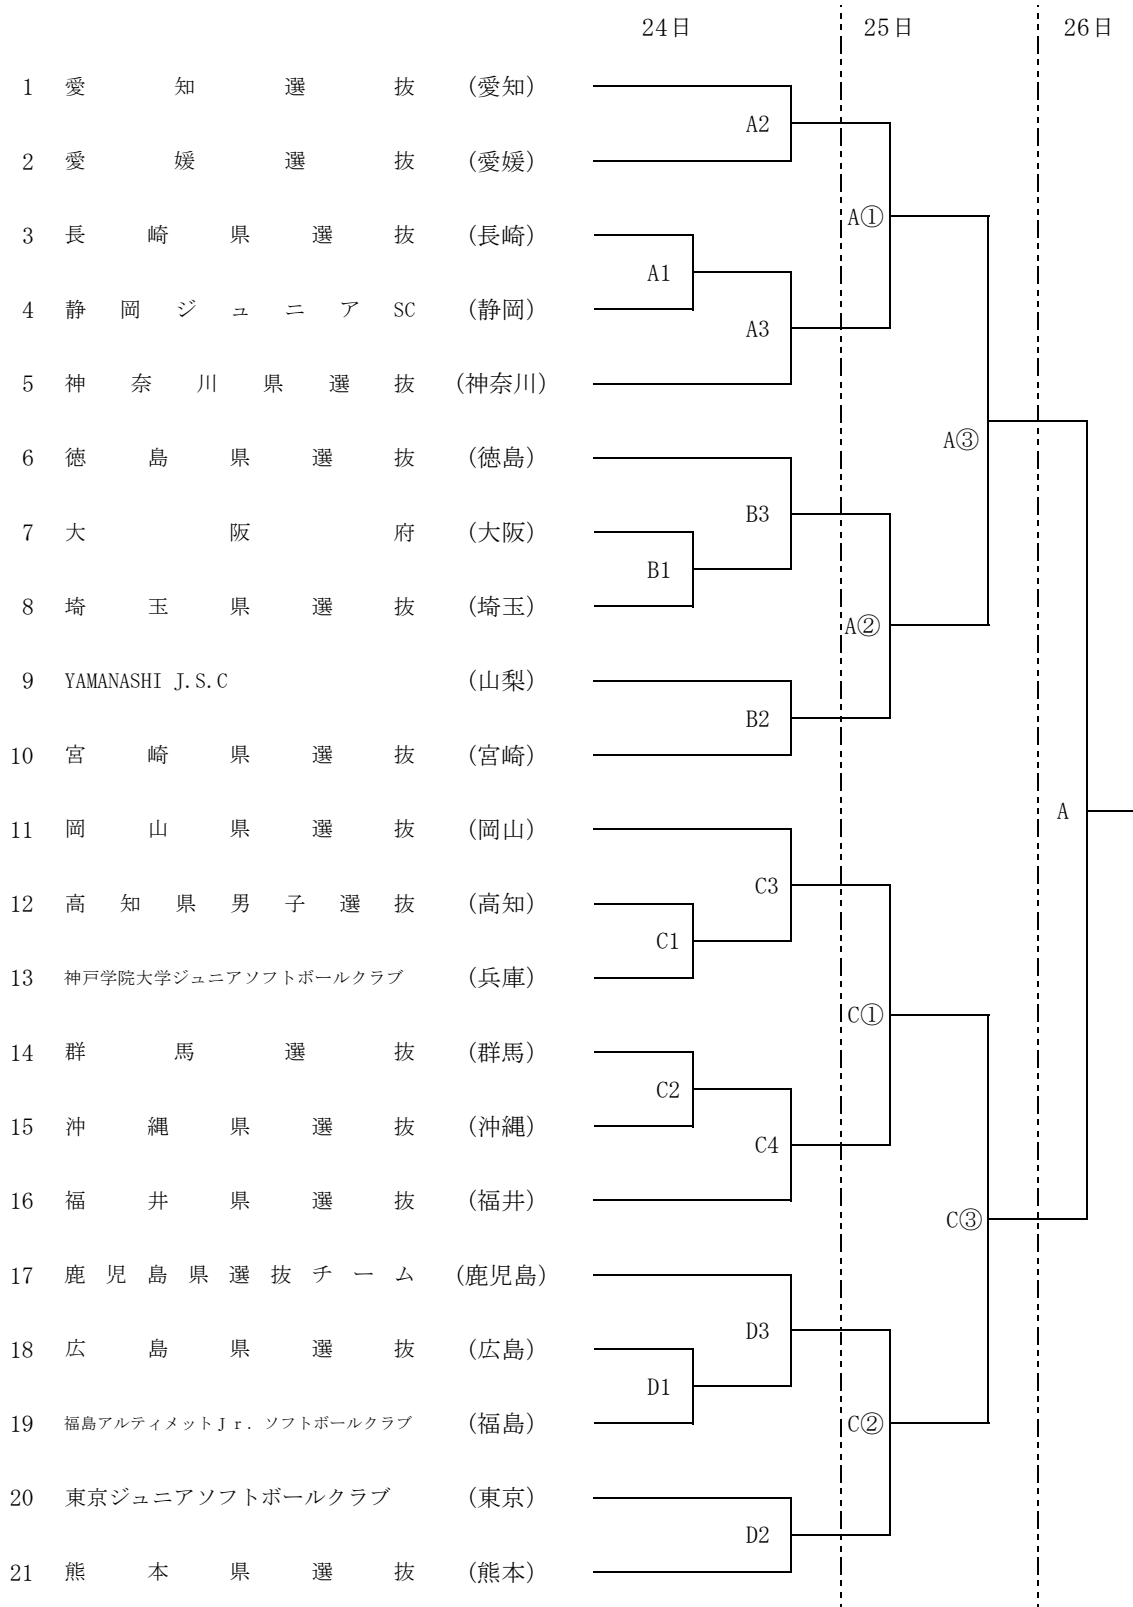 24日 25日 26日
1 愛知選抜 (愛知)
A2
2 愛媛選抜 (愛媛)
A①
3 長崎県選抜 (長崎)
A1
4 静岡ジュニアSC (静岡)
A3
5 神奈川県選抜 (神奈川)
A③
6 徳島県選抜 (徳島)
B3
7 大阪府 (大阪)
B1
8 埼玉県選抜 (埼玉)
A②
9 YAMANASHI J.S.C (山梨)
B2
10 宮崎県選抜 (宮崎)
A
11 岡山県選抜 (岡山)
C3
12 高知県男子選抜 (高知)
C1
13 神戸学院大学ジュニアソフトボールクラブ (兵庫)
C①
14 群馬選抜 (群馬)
C2
15 沖縄県選抜 (沖縄)
C4
16 福井県選抜 (福井)
C③
17 鹿児島県選抜チーム (鹿児島)
D3
18 広島県選抜 (広島)
D1
19 福島アルティメットJr.ソフトボールクラブ (福島)
C②
20 東京ジュニアソフトボールクラブ (東京)
D2
21 熊本県選抜 (熊本)